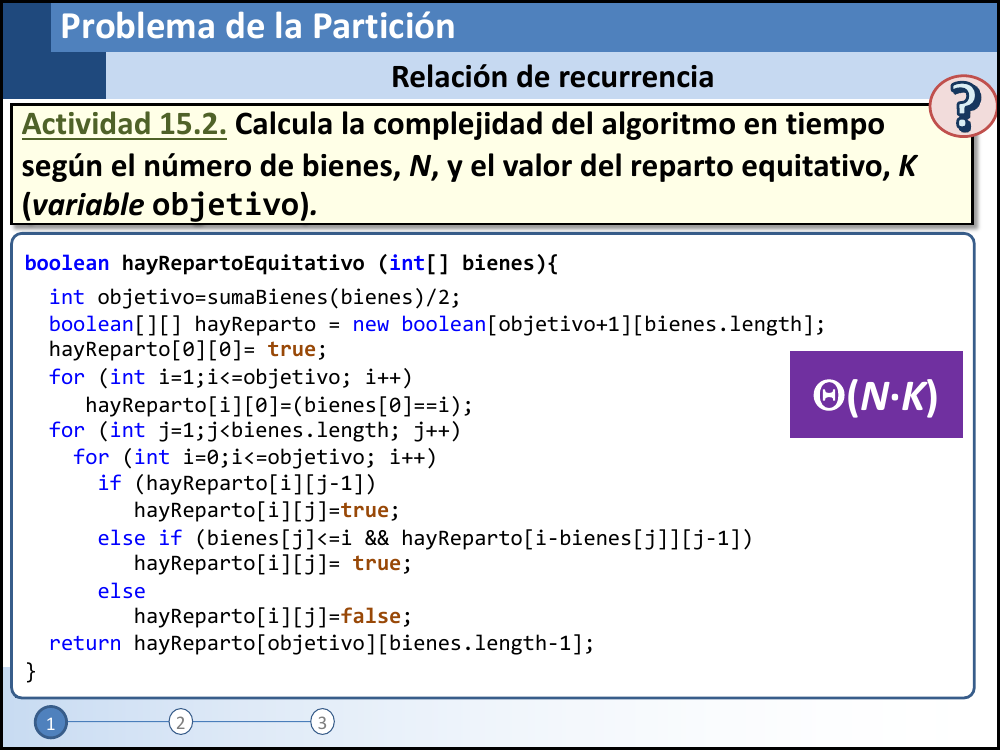 Problema de la Partición
Relación de recurrencia
?
Actividad 15.2. Calcula la complejidad del algoritmo en tiempo
según el número de bienes, N, y el valor del reparto equitativo, K
(variable objetivo).
boolean hayRepartoEquitativo (int[] bienes){
int objetivo=sumaBienes(bienes)/2;
boolean[][] hayReparto = new boolean[objetivo+1][bienes.length];
hayReparto[0][0]= true;
for (int i=1;i<=objetivo; i++)
hayReparto[i][0]=(bienes[0]==i);
for (int j=1;j<bienes.length; j++)
for (int i=0;i<=objetivo; i++)
if (hayReparto[i][j-1])
hayReparto[i][j]=true;
else if (bienes[j]<=i && hayReparto[i-bienes[j]][j-1])
hayReparto[i][j]= true;
else
hayReparto[i][j]=false;
return hayReparto[objetivo][bienes.length-1];
}
Θ(N·K)
1
2
3